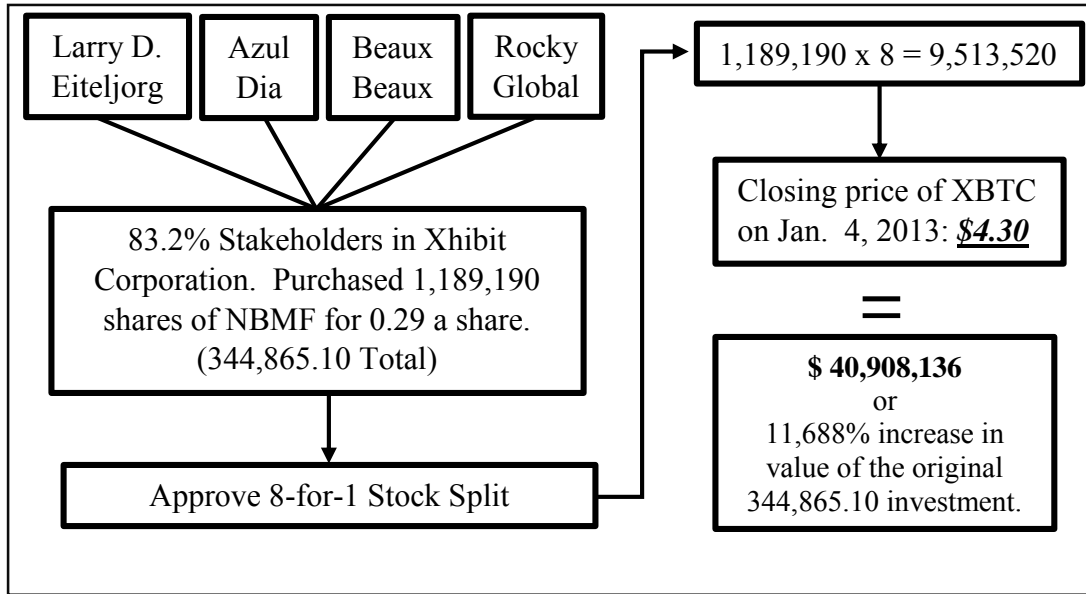 Larry D.
Eiteljorg
Azul
Dia
Beaux
Beaux
Rocky
Global
83.2% Stakeholders in Xhibit
Corporation. Purchased 1,189,190
shares of NBMF for 0.29 a share.
(344,865.10 Total)
Approve 8-for-1 Stock Split
1,189,190 x 8 = 9,513,520
Closing price of XBTC
on Jan. 4, 2013: $4.30
=
$ 40,908,136
or
11,688% increase in
value of the original
344,865.10 investment.